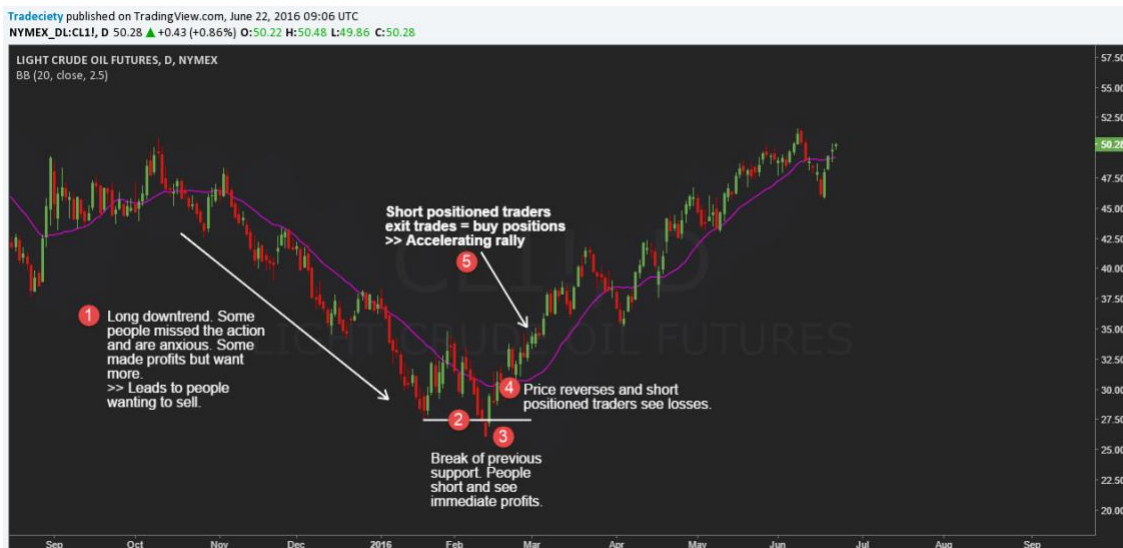 Tradeciety published on TradingView.com, June 22, 2016 09:06 UTC
NYMEX_DL:CL1!, D 50.28 ▲ +0.43 (+0.86%) O:50.22 H:50.48 L:49.86 C:50.28
LIGHT CRUDE OIL FUTURES, D, NYMEX
BB (20, close, 2.5)
57.50
55.00
52.50
50.28
47.50
45.00
42.50
40.00
37.50
35.00
32.50
30.00
27.50
25.00
22.50
20.00
CL1!, D
LIGHT CRUDE OIL FUTURES
Short positioned traders
exit trades = buy positions
>> Accelerating rally
5
1 Long downtrend. Some
people missed the action
and are anxious. Some
made profits but want
more.
>> Leads to people
wanting to sell.
4 Price reverses and short
positioned traders see losses.
2
3
Break of previous
support. People
short and see
immediate profits.
Sep Oct Nov Dec 2016 Feb Mar Apr May Jun Jul Aug Sep